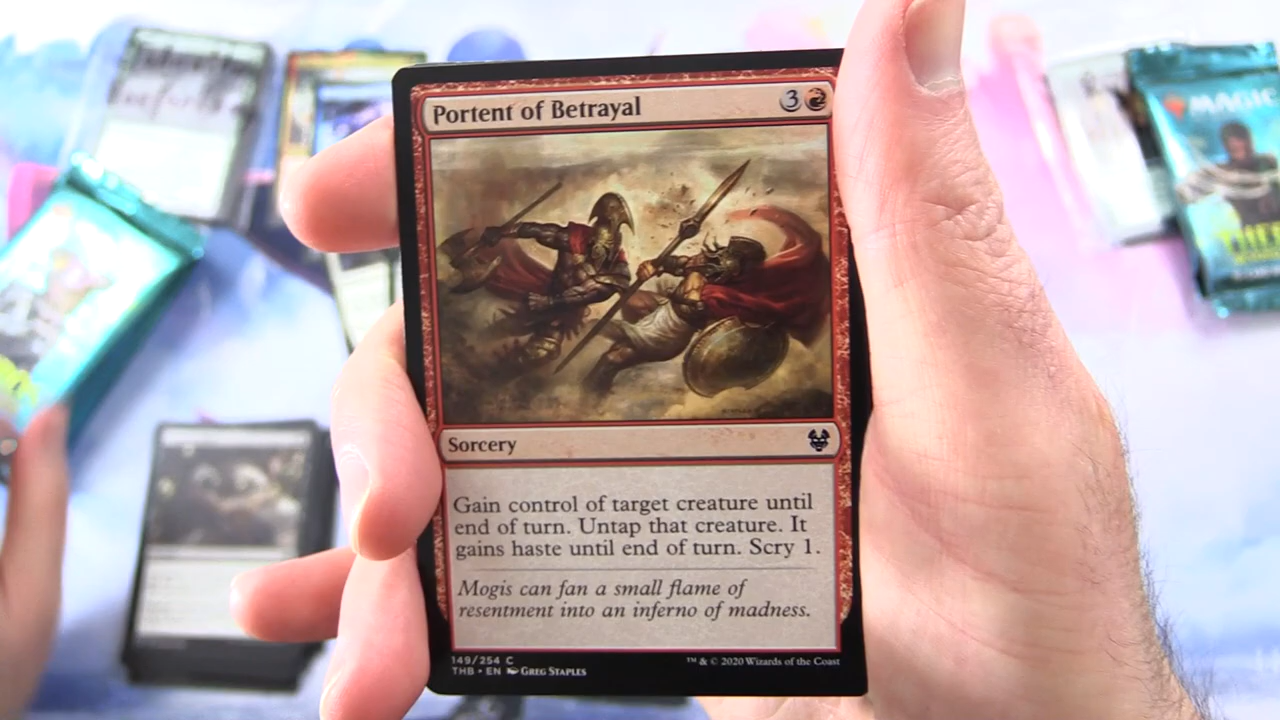 Portent of Betrayal 3
Sorcery
Gain control of target creature until
end of turn. Untap that creature. It
gains haste until end of turn. Scry 1.
Mogis can fan a small flame of
resentment into an inferno of madness.
149/254 C
THB • EN GREG STAPLES
™ & © 2020 Wizards of the Coast
MAGIC